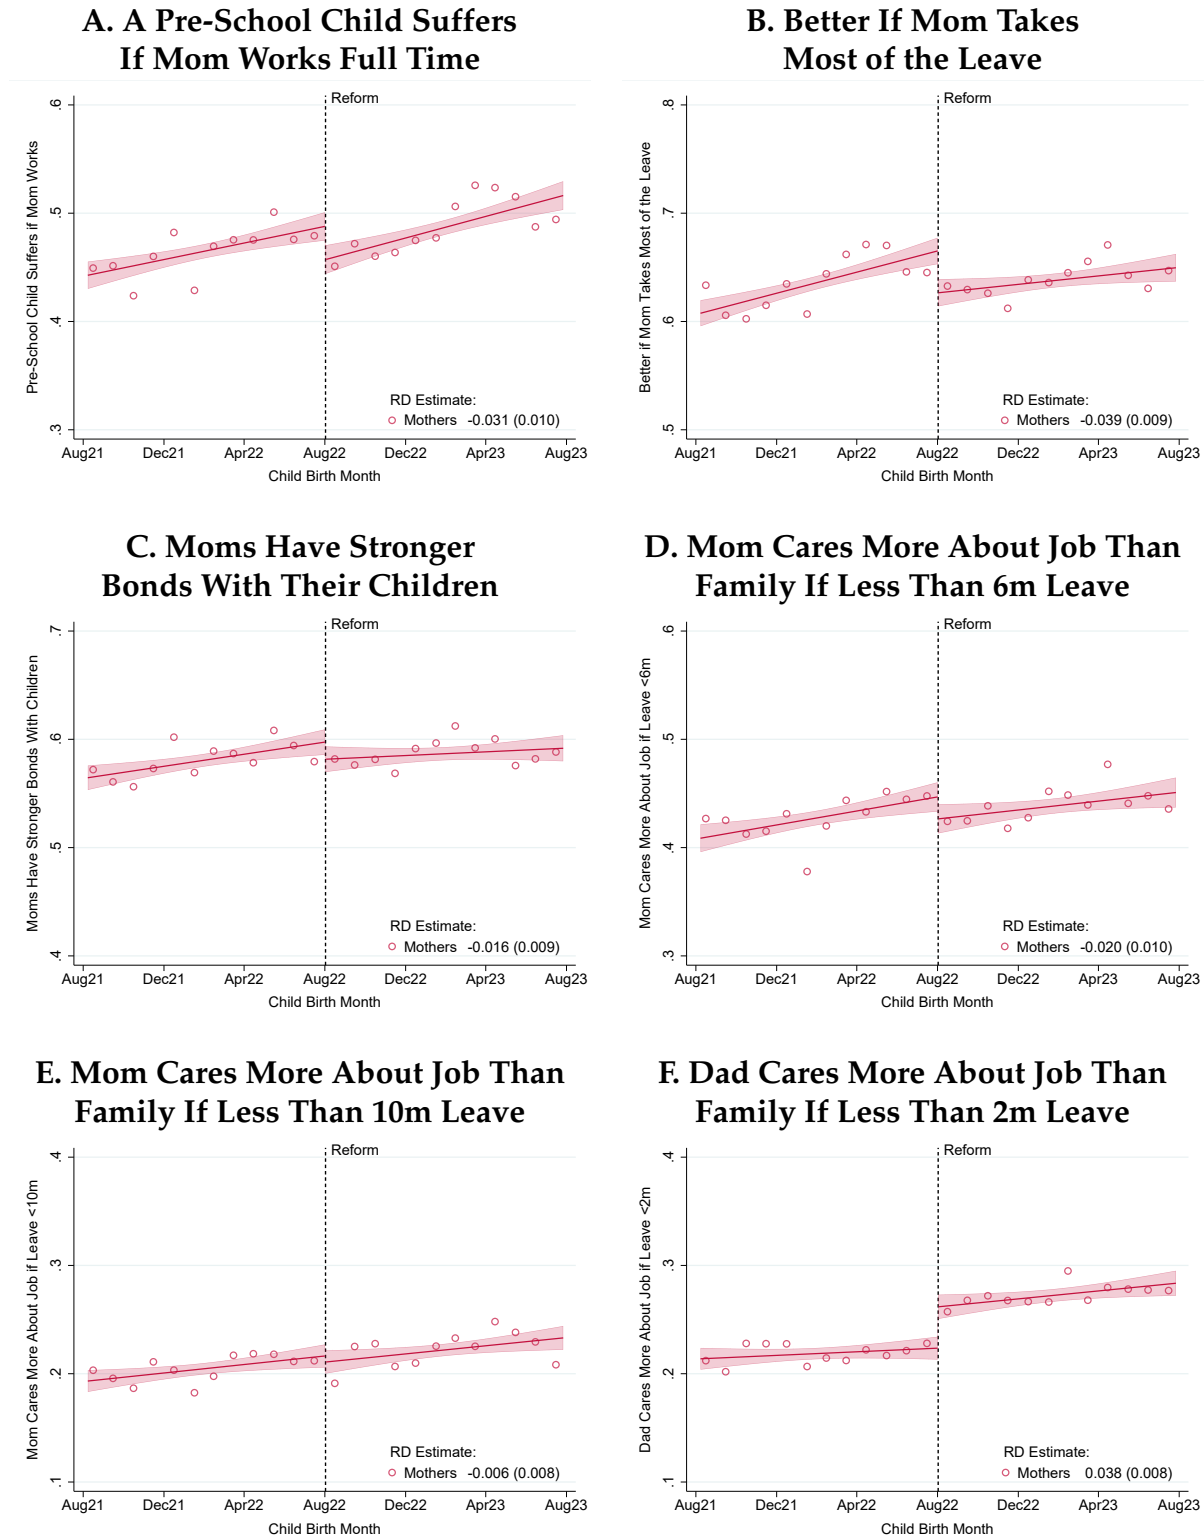 A. A Pre-School Child Suffers
If Mom Works Full Time
Pre-School Child Suffers if Mom Works
.6
.5
.4
.3
Reform
RD Estimate:
Mothers -0.031 (0.010)
Aug21 Dec21 Apr22 Aug22 Dec22 Apr23 Aug23
Child Birth Month
B. Better If Mom Takes
Most of the Leave
Better if Mom Takes Most of the Leave
.8
.7
.6
.5
Reform
RD Estimate:
Mothers -0.039 (0.009)
Aug21 Dec21 Apr22 Aug22 Dec22 Apr23 Aug23
Child Birth Month
C. Moms Have Stronger
Bonds With Their Children
Moms Have Stronger Bonds With Children
.7
.6
.5
.4
Reform
RD Estimate:
Mothers -0.016 (0.009)
Aug21 Dec21 Apr22 Aug22 Dec22 Apr23 Aug23
Child Birth Month
D. Mom Cares More About Job Than
Family If Less Than 6m Leave
Mom Cares More About Job if Leave <6m
.6
.5
.4
.3
Reform
RD Estimate:
Mothers -0.020 (0.010)
Aug21 Dec21 Apr22 Aug22 Dec22 Apr23 Aug23
Child Birth Month
E. Mom Cares More About Job Than
Family If Less Than 10m Leave
Mom Cares More About Job if Leave <10m
.4
.3
.2
.1
Reform
RD Estimate:
Mothers -0.006 (0.008)
Aug21 Dec21 Apr22 Aug22 Dec22 Apr23 Aug23
Child Birth Month
F. Dad Cares More About Job Than
Family If Less Than 2m Leave
Dad Cares More About Job if Leave <2m
.4
.3
.2
.1
Reform
RD Estimate:
Mothers 0.038 (0.008)
Aug21 Dec21 Apr22 Aug22 Dec22 Apr23 Aug23
Child Birth Month